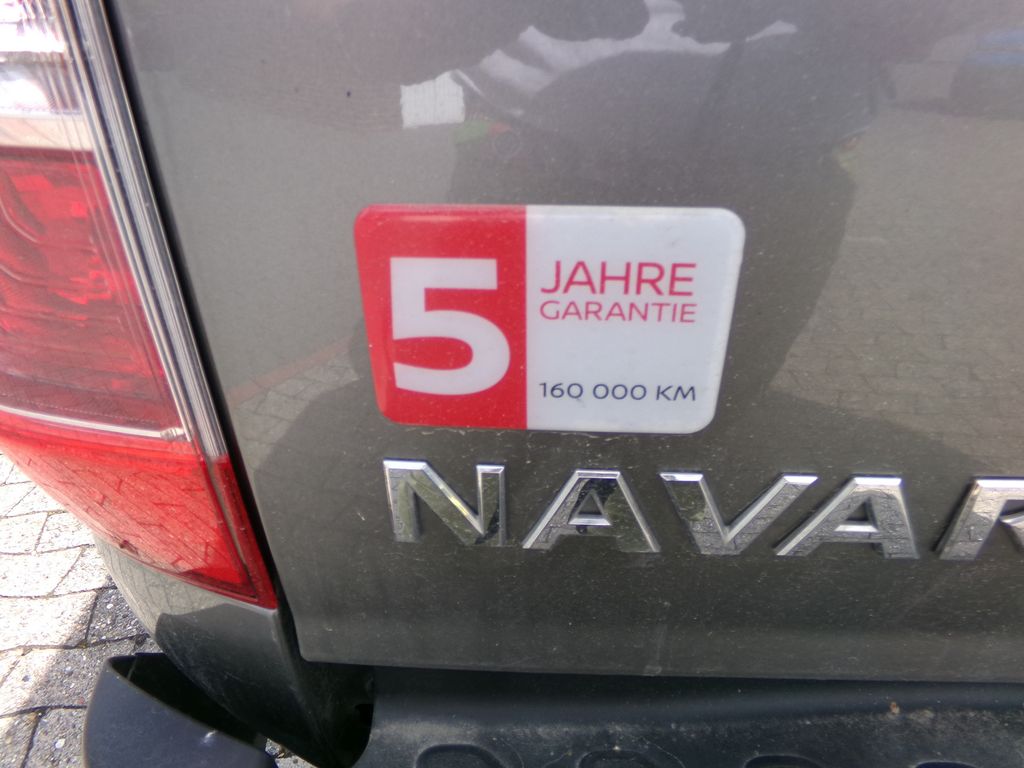 5
JAHRE
GARANTIE
160 000 KM
NAVAR